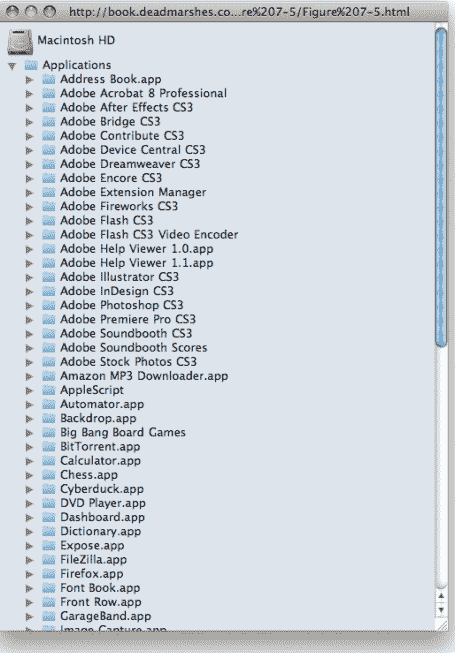 http://book.deadmarshes.co...re%207-5/Figure%207-5.html
Macintosh HD
Applications
Address Book.app
Adobe Acrobat 8 Professional
Adobe After Effects CS3
Adobe Bridge CS3
Adobe Contribute CS3
Adobe Device Central CS3
Adobe Dreamweaver CS3
Adobe Encore CS3
Adobe Extension Manager
Adobe Fireworks CS3
Adobe Flash CS3
Adobe Flash CS3 Video Encoder
Adobe Help Viewer 1.0.app
Adobe Help Viewer 1.1.app
Adobe Illustrator CS3
Adobe InDesign CS3
Adobe Photoshop CS3
Adobe Premiere Pro CS3
Adobe Soundbooth CS3
Adobe Soundbooth Scores
Adobe Stock Photos CS3
Amazon MP3 Downloader.app
AppleScript
Automator.app
Backdrop.app
Big Bang Board Games
BitTorrent.app
Calculator.app
Chess.app
Cyberduck.app
DVD Player.app
Dashboard.app
Dictionary.app
Expose.app
FileZilla.app
Firefox.app
Font Book.app
Front Row.app
GarageBand.app
Image Capture.app